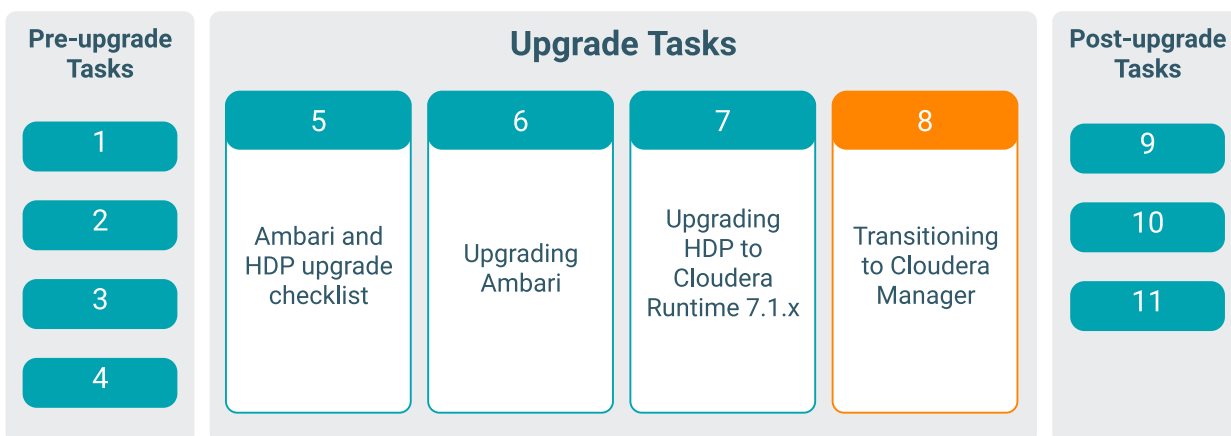 Pre-upgrade
Tasks
1
2
3
4
Upgrade Tasks
5
Ambari and
HDP upgrade
checklist
6
Upgrading
Ambari
7
Upgrading
HDP to
Cloudera
Runtime 7.1.x
8
Transitioning
to Cloudera
Manager
Post-upgrade
Tasks
9
10
11